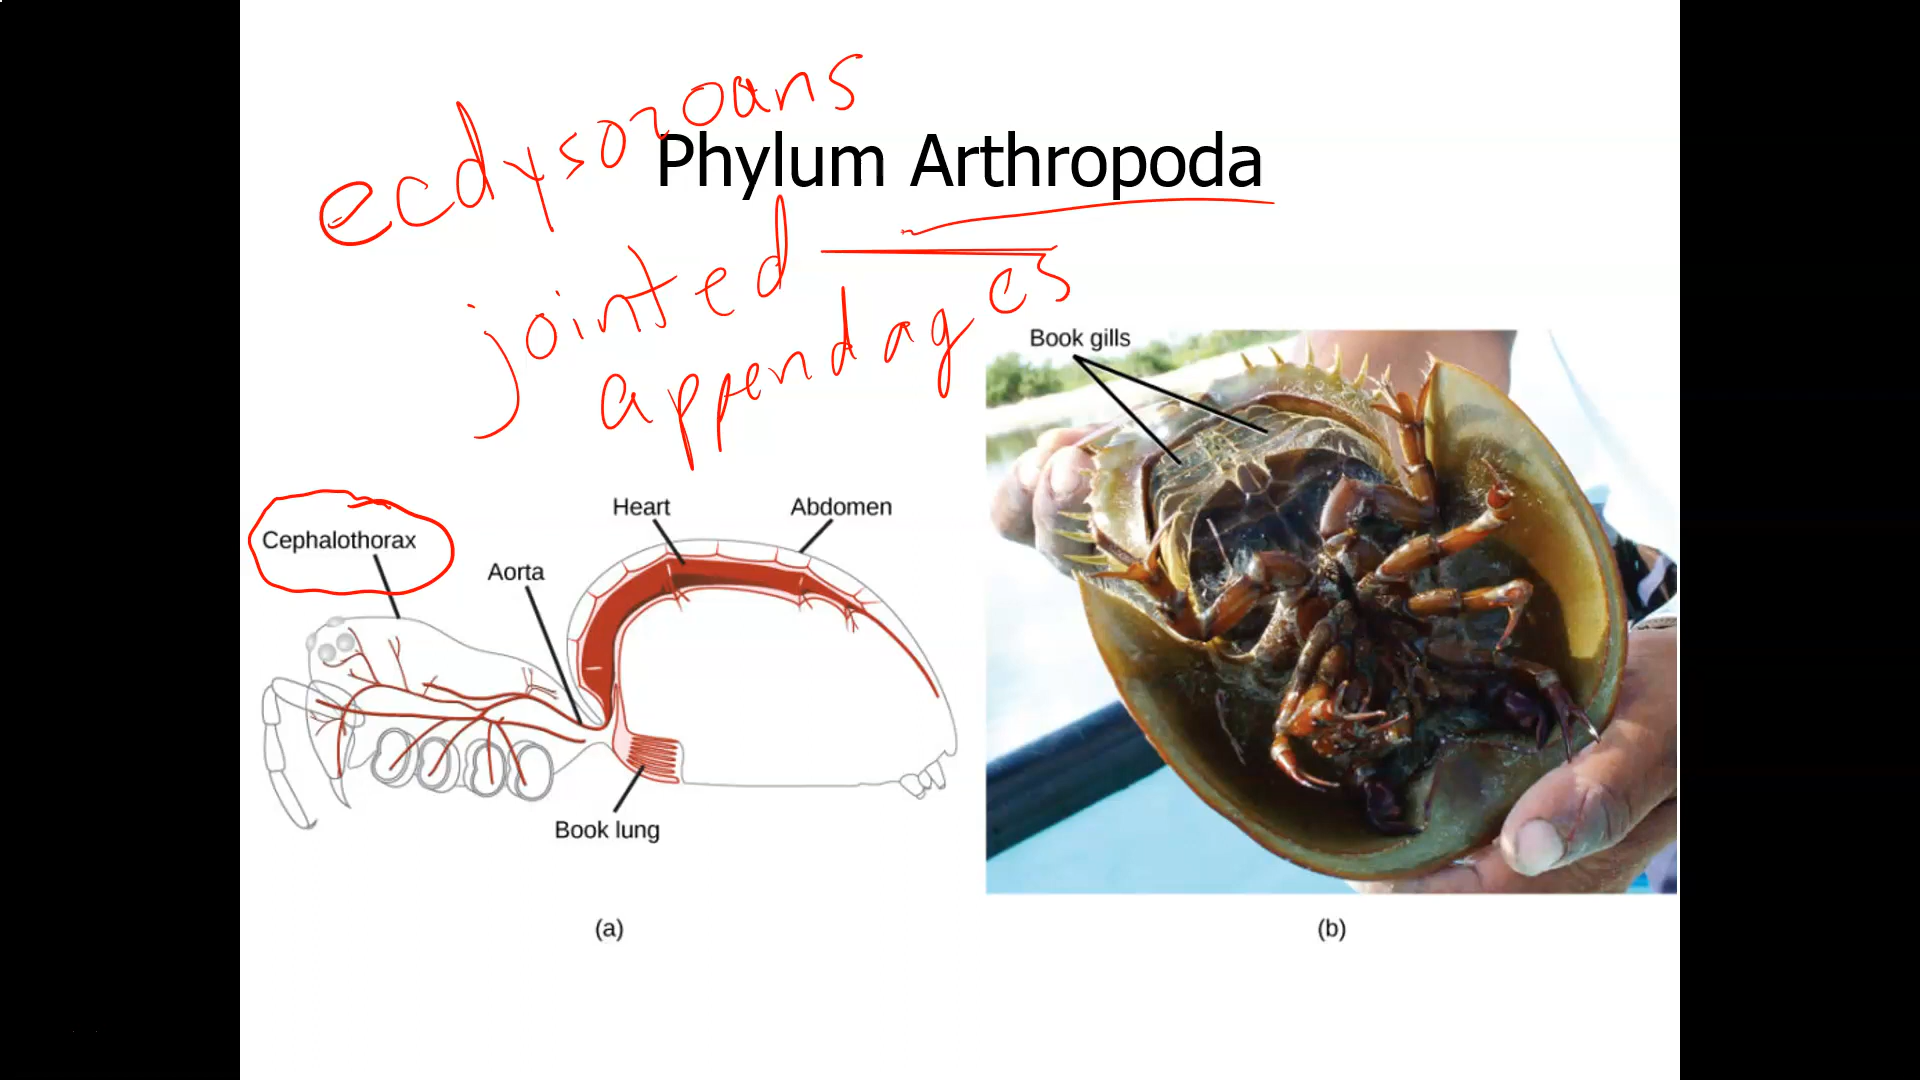 ecdysozoans
Phylum Arthropoda
jointed
appendages
Book gills
Heart
Abdomen
Cephalothorax
Aorta
Book lung
(a)
(b)